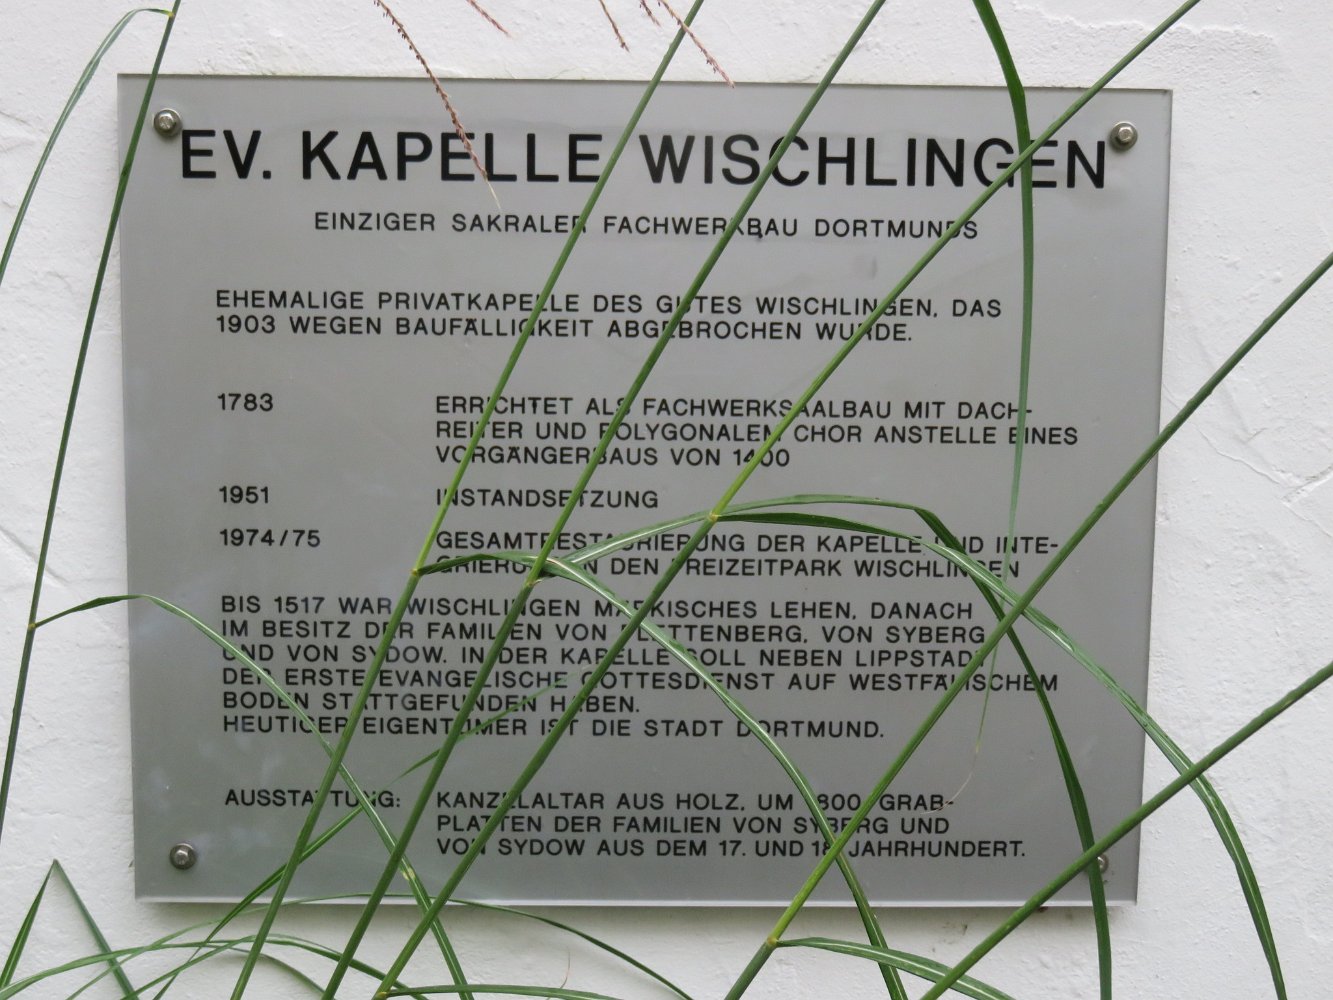 EV. KAPELLE WISCHLINGEN
EINZIGER SAKRALER FACHWERKBAU DORTMUNDS
EHEMALIGE PRIVATKAPELLE DES GUTES WISCHLINGEN, DAS
1903 WEGEN BAUFÄLLIGKEIT ABGEBROCHEN WURDE.
1783 ERRICHTET ALS FACHWERKSAALBAU MIT DACH-
REITER UND POLYGONALEM CHOR ANSTELLE EINES
VORGÄNGERBAUS VON 1400
1951 INSTANDSETZUNG
1974/75 GESAMTRESTAURIERUNG DER KAPELLE UND INTE-
GRIERUNG IN DEN FREIZEITPARK WISCHLINGEN
BIS 1517 WAR WISCHLINGEN MÄRKISCHES LEHEN, DANACH
IM BESITZ DER FAMILIEN VON PLETTENBERG, VON SYBERG
UND VON SYDOW. IN DER KAPELLE SOLL NEBEN LIPPSTADT
DER ERSTE EVANGELISCHE GOTTESDIENST AUF WESTFÄLISCHEM
BODEN STATTGEFUNDEN HABEN.
HEUTIGER EIGENTÜMER IST DIE STADT DORTMUND.
AUSSTATTUNG: KANZELALTAR AUS HOLZ, UM 1800 GRAB-
PLATTEN DER FAMILIEN VON SYBERG UND
VON SYDOW AUS DEM 17. UND 18. JAHRHUNDERT.